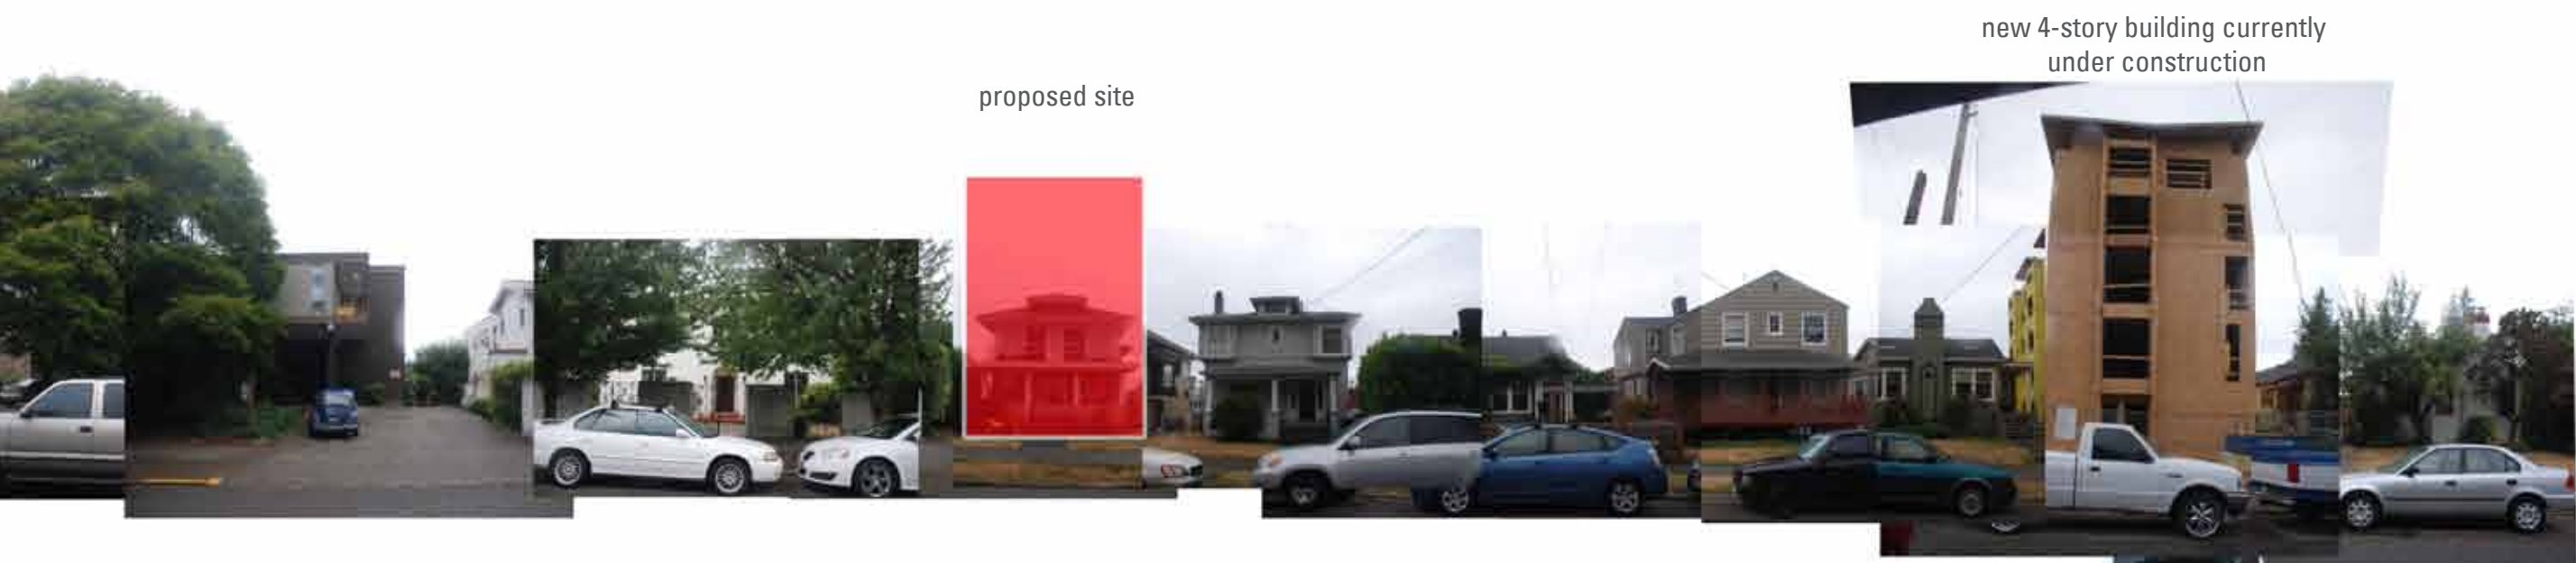 proposed site
new 4-story building currently
under construction